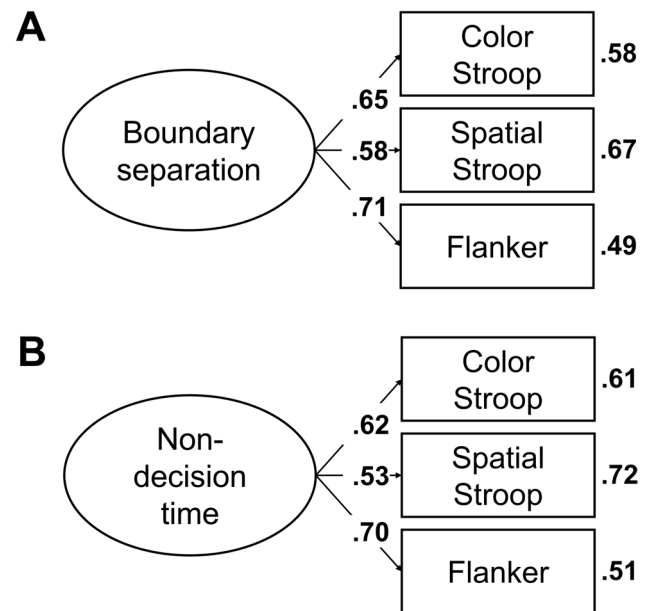 A
Color
Stroop
.58
.65
Boundary
separation
.58
Spatial
Stroop
.67
.71
Flanker
.49
B
Color
Stroop
.61
.62
Non-
decision
time
.53
Spatial
Stroop
.72
.70
Flanker
.51